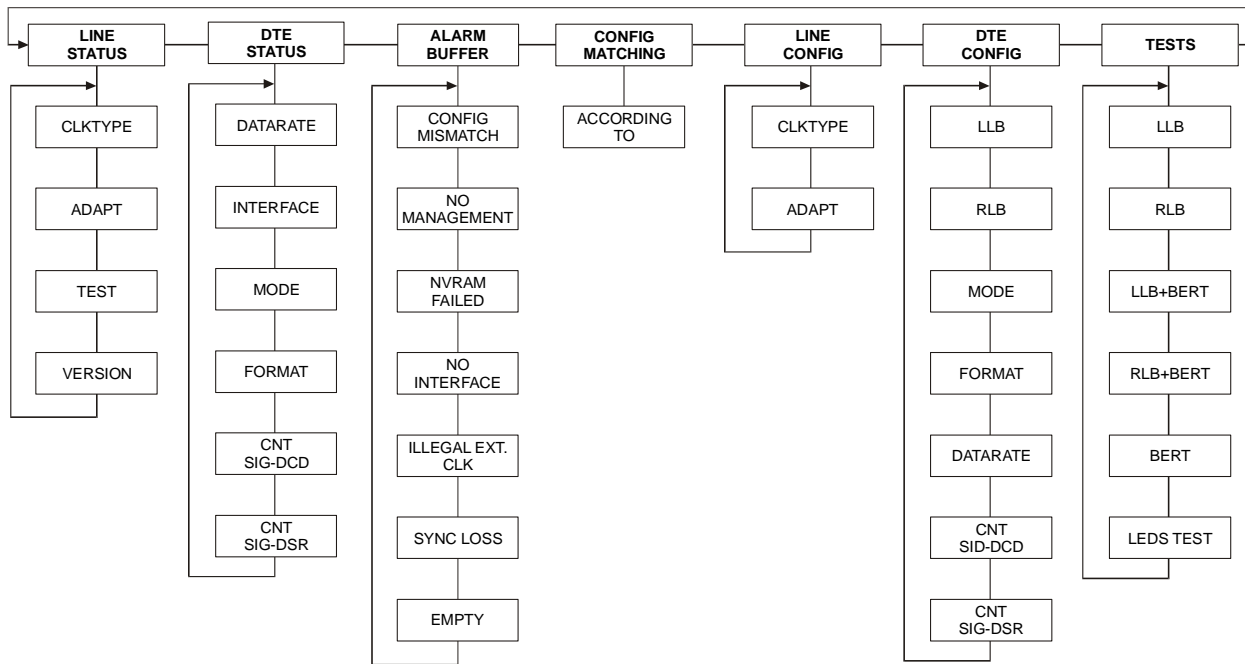 LINE
STATUS
DTE
STATUS
ALARM
BUFFER
CONFIG
MATCHING
LINE
CONFIG
DTE
CONFIG
TESTS
CLKTYPE
ADAPT
TEST
VERSION
DATARATE
INTERFACE
MODE
FORMAT
CNT
SIG-DCD
CNT
SIG-DSR
CONFIG
MISMATCH
NO
MANAGEMENT
NVRAM
FAILED
NO
INTERFACE
ILLEGAL EXT.
CLK
SYNC LOSS
EMPTY
ACCORDING
TO
CLKTYPE
ADAPT
LLB
RLB
MODE
FORMAT
DATARATE
CNT
SID-DCD
CNT
SIG-DSR
LLB
RLB
LLB+BERT
RLB+BERT
BERT
LEDS TEST